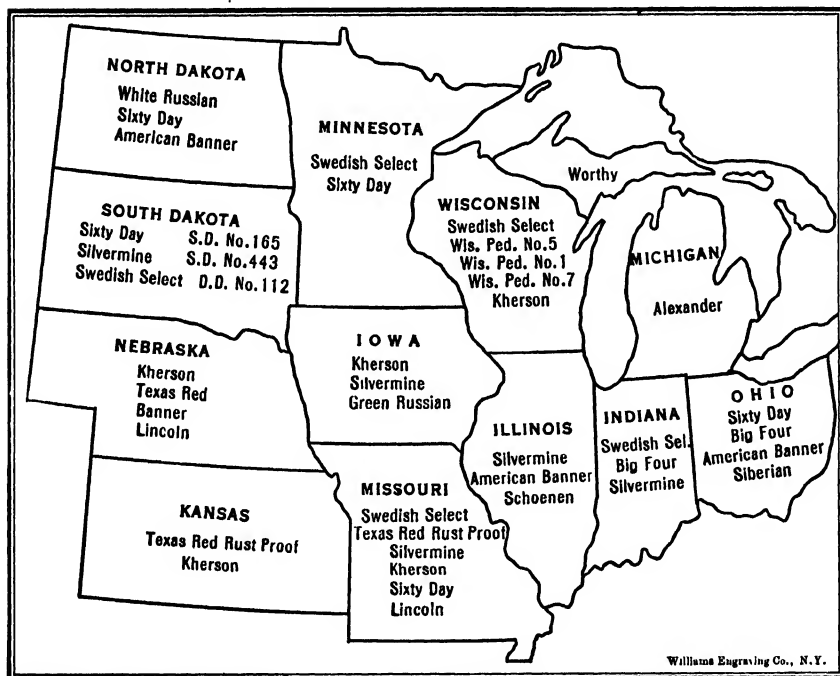 NORTH DAKOTA
White Russian
Sixty Day
American Banner
MINNESOTA
Swedish Select
Sixty Day
SOUTH DAKOTA
Sixty Day S.D. No.165
Silvermine S.D. No.443
Swedish Select D.D. No.112
WISCONSIN
Swedish Select
Wis. Ped. No.5
Wis. Ped. No.1
Wis. Ped. No.7
Kherson
Worthy
MICHIGAN
Alexander
NEBRASKA
Kherson
Texas Red
Banner
Lincoln
IOWA
Kherson
Silvermine
Green Russian
ILLINOIS
Silvermine
American Banner
Schoenen
INDIANA
Swedish Sel.
Big Four
Silvermine
OHIO
Sixty Day
Big Four
American Banner
Siberian
KANSAS
Texas Red Rust Proof
Kherson
MISSOURI
Swedish Select
Texas Red Rust Proof
Silvermine
Kherson
Sixty Day
Lincoln
Williams Engraving Co., N.Y.